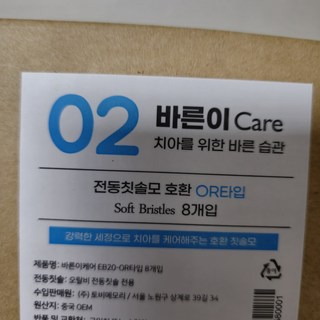 02 바른이 Care
치아를 위한 바른 습관
전동칫솔모 호환 OR타입
Soft Bristles 8개입
강력한 세정으로 치아를 케어해주는 호환 칫솔모
제품명: 바른이케어 EB20-OR타입 8개입
전동칫솔: 오랄비 전동칫솔 전용
수입판매원: (주) 토비메모리 / 서울 노원구 상계로 39길 34
원산지: 중국 OEM